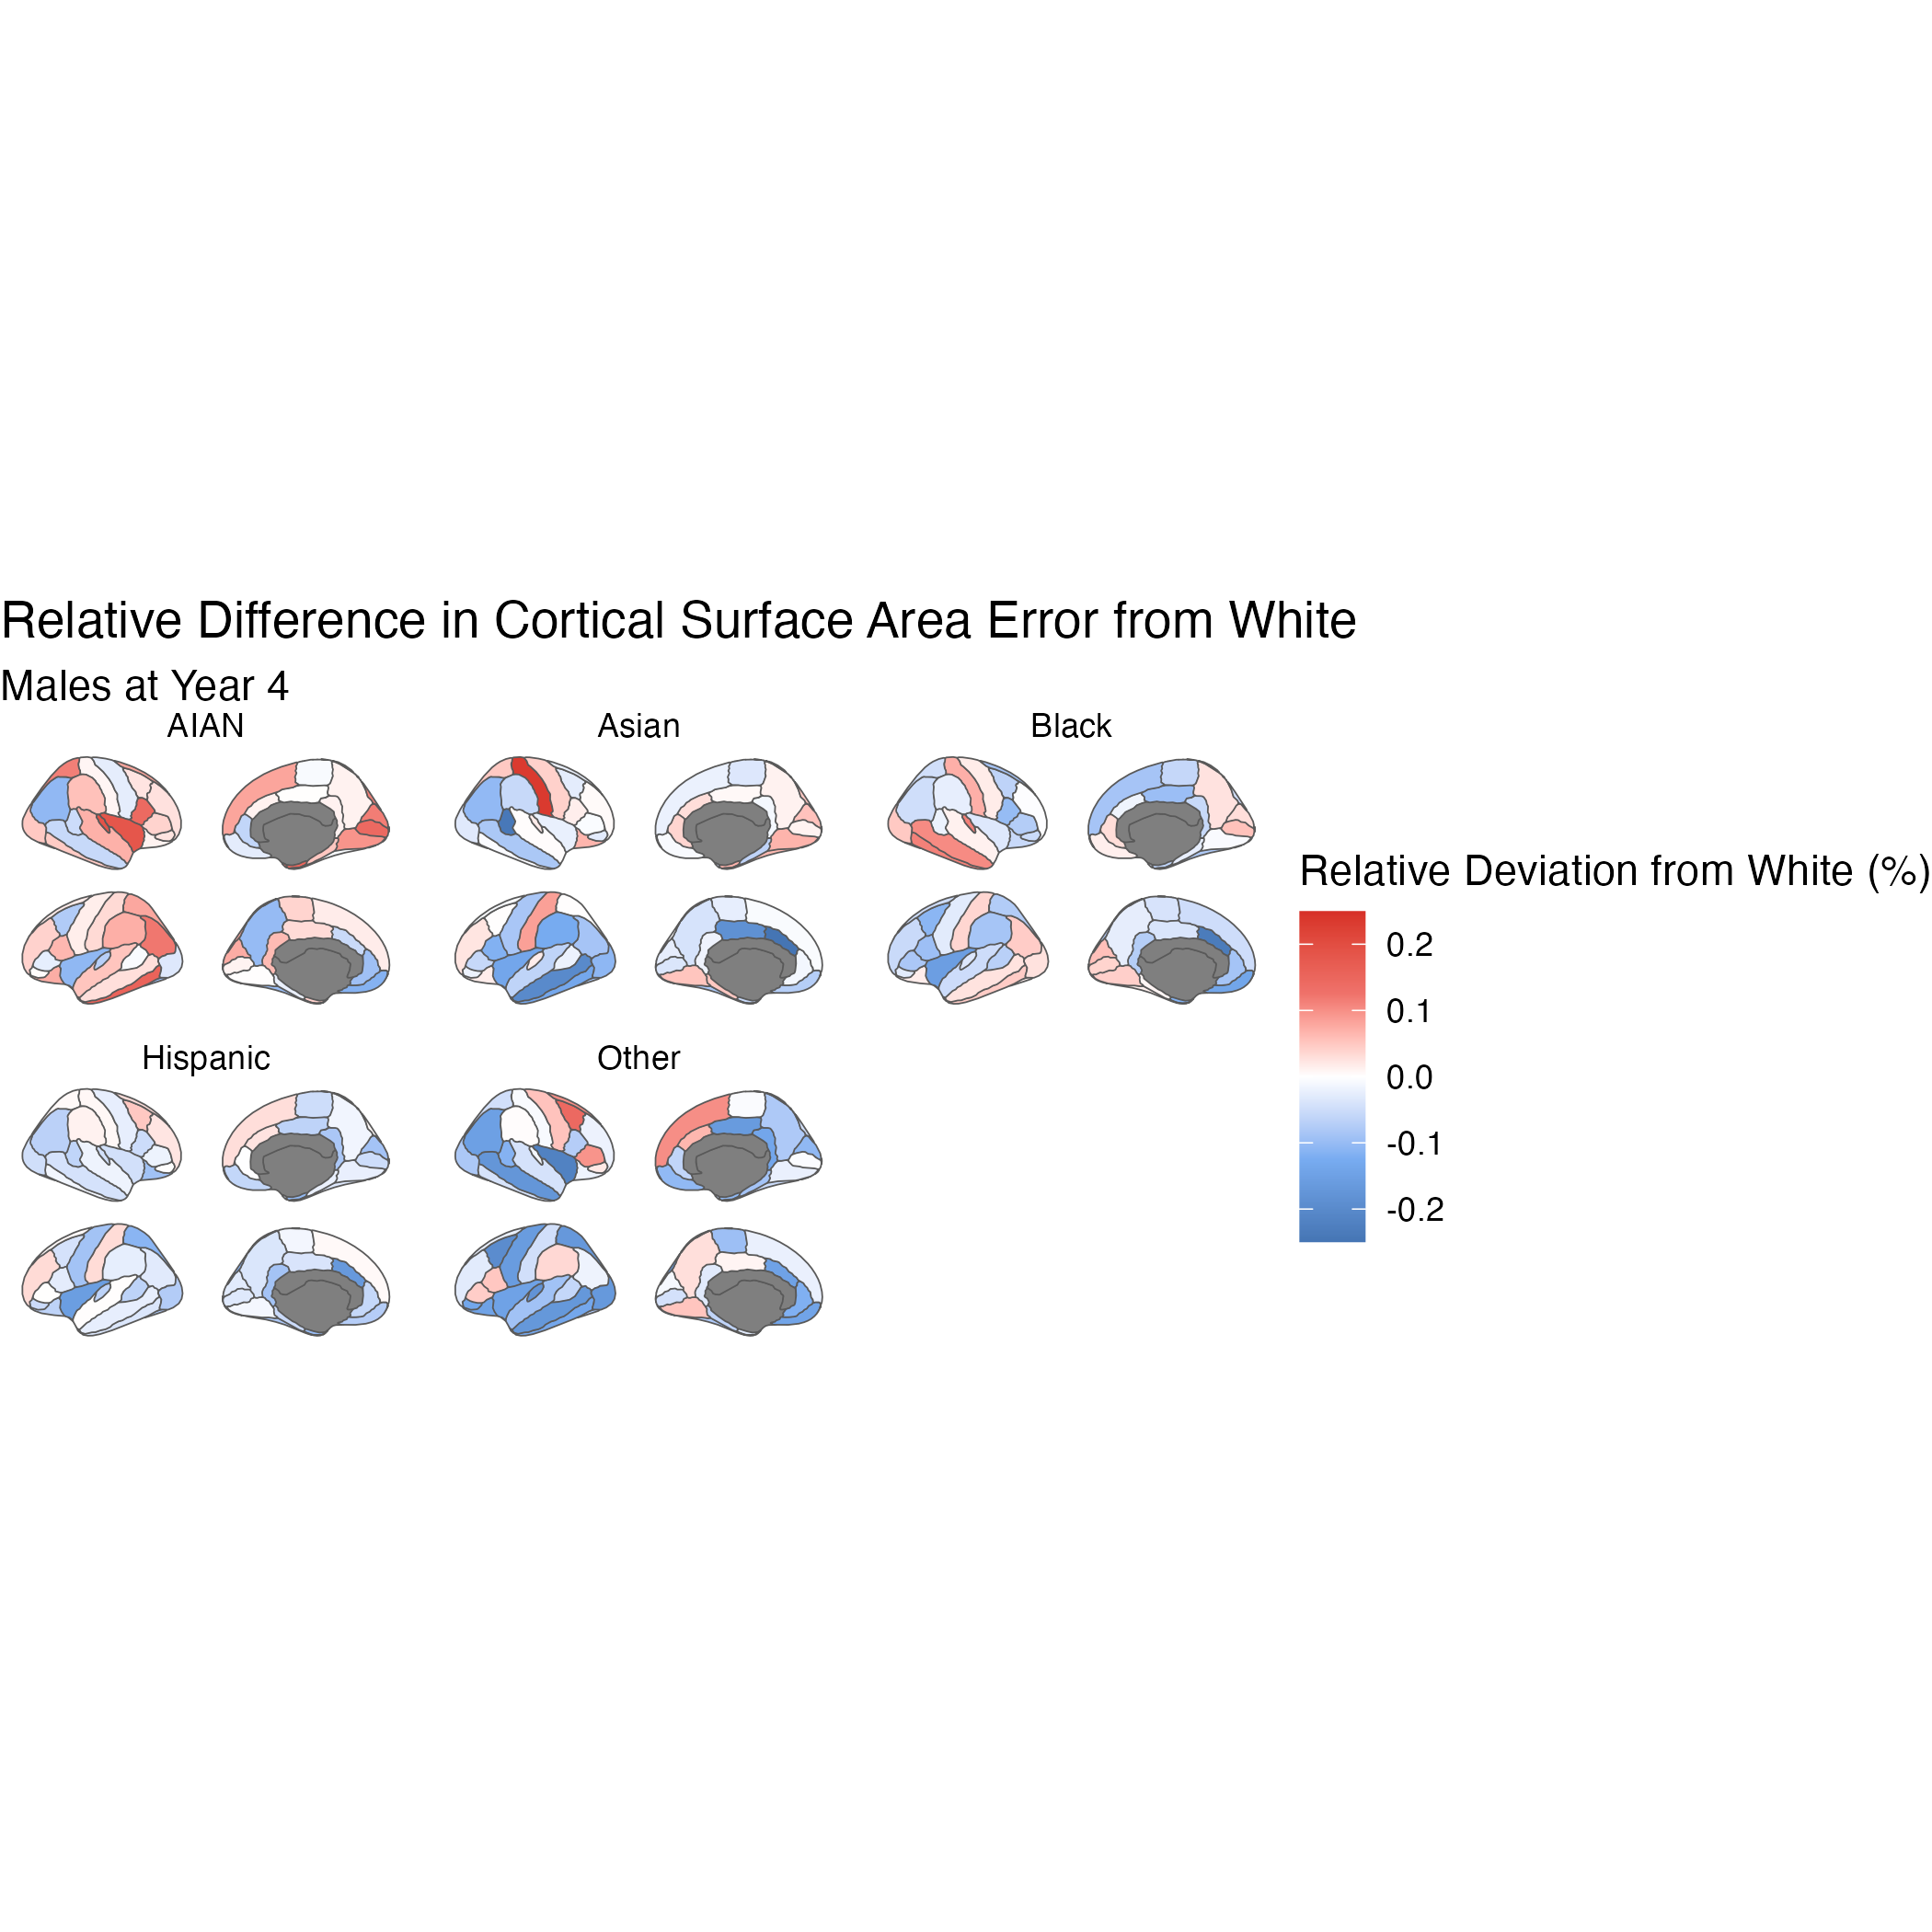 Relative Difference in Cortical Surface Area Error from White
Males at Year 4
AIAN
Asian
Black
Hispanic
Other
Relative Deviation from White (%)
0.2
0.1
0.0
-0.1
-0.2